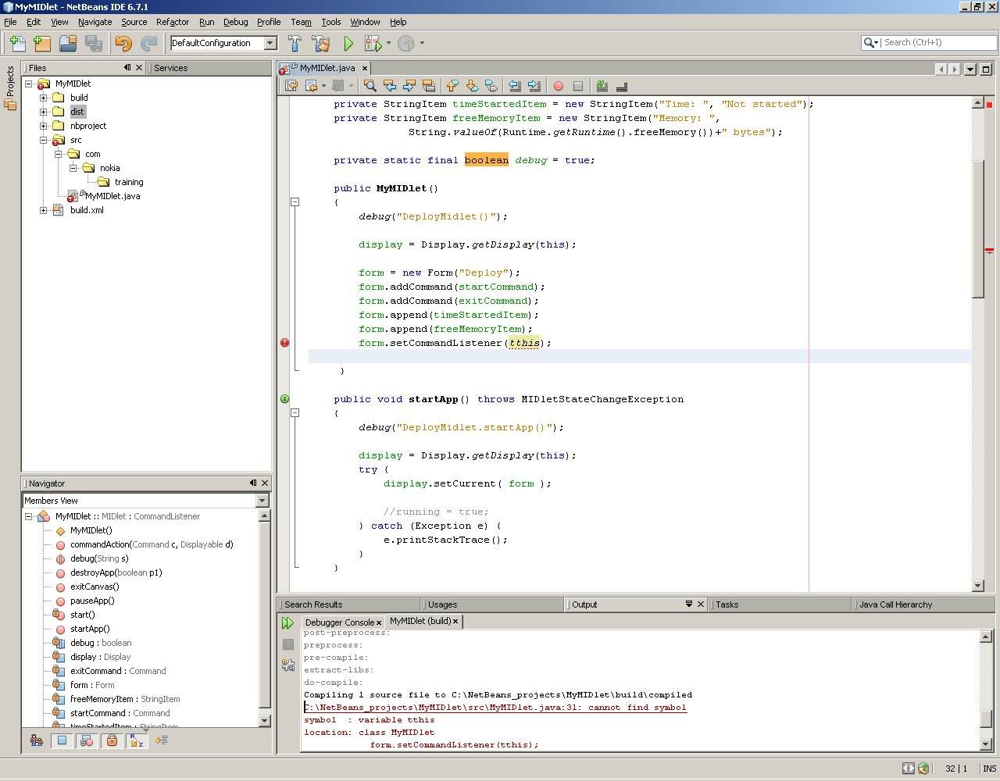 MyMIDlet - NetBeans IDE 6.7.1
File Edit View Navigate Source Refactor Run Debug Profile Team Tools Window Help
DefaultConfiguration
Search (Ctrl+I)
Projects
Files
Services
MyMIDlet
build
dist
nbproject
src
com
nokia
training
MyMIDlet.java
build.xml
Navigator
Members View
MyMIDlet :: MIDlet : CommandListener
MyMIDlet()
commandAction(Command c, Displayable d)
debug(String s)
destroyApp(boolean p1)
exitCanvas()
pauseApp()
start()
startApp()
debug : boolean
display : Display
exitCommand : Command
form : Form
freeMemoryItem : StringItem
startCommand : Command
timeStartedItem : StringItem
MyMIDlet.java
private StringItem timeStartedItem = new StringItem("Time: ", "Not started");
private StringItem freeMemoryItem = new StringItem("Memory: ",
String.valueOf(Runtime.getRuntime().freeMemory())+" bytes");
private static final boolean debug = true;
public MyMIDlet()
{
debug("DeployMidlet()");
display = Display.getDisplay(this);
form = new Form("Deploy");
form.addCommand(startCommand);
form.addCommand(exitCommand);
form.append(timeStartedItem);
form.append(freeMemoryItem);
form.setCommandListener(tthis);
}
public void startApp() throws MIDletStateChangeException
{
debug("DeployMidlet.startApp()");
display = Display.getDisplay(this);
try {
display.setCurrent( form );
//running = true;
} catch (Exception e) {
e.printStackTrace();
}
}
Search Results
Usages
Output
Tasks
Java Call Hierarchy
Debugger Console
MyMIDlet (build)
post-preprocess:
preprocess:
pre-compile:
extract-libs:
do-compile:
Compiling 1 source file to C:\NetBeans_projects\MyMIDlet\build\compiled
C:\NetBeans_projects\MyMIDlet\src\MyMIDlet.java:31: cannot find symbol
symbol  : variable tthis
location: class MyMIDlet
form.setCommandListener(tthis);
32 | 1
INS